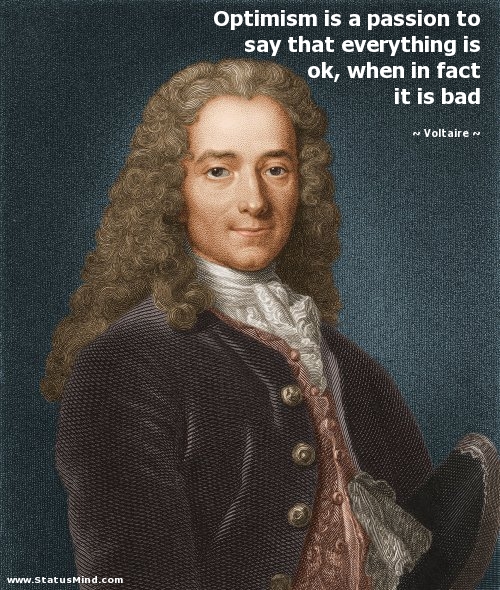 Optimism is a passion to
say that everything is
ok, when in fact
it is bad
~ Voltaire ~
www.StatusMind.com